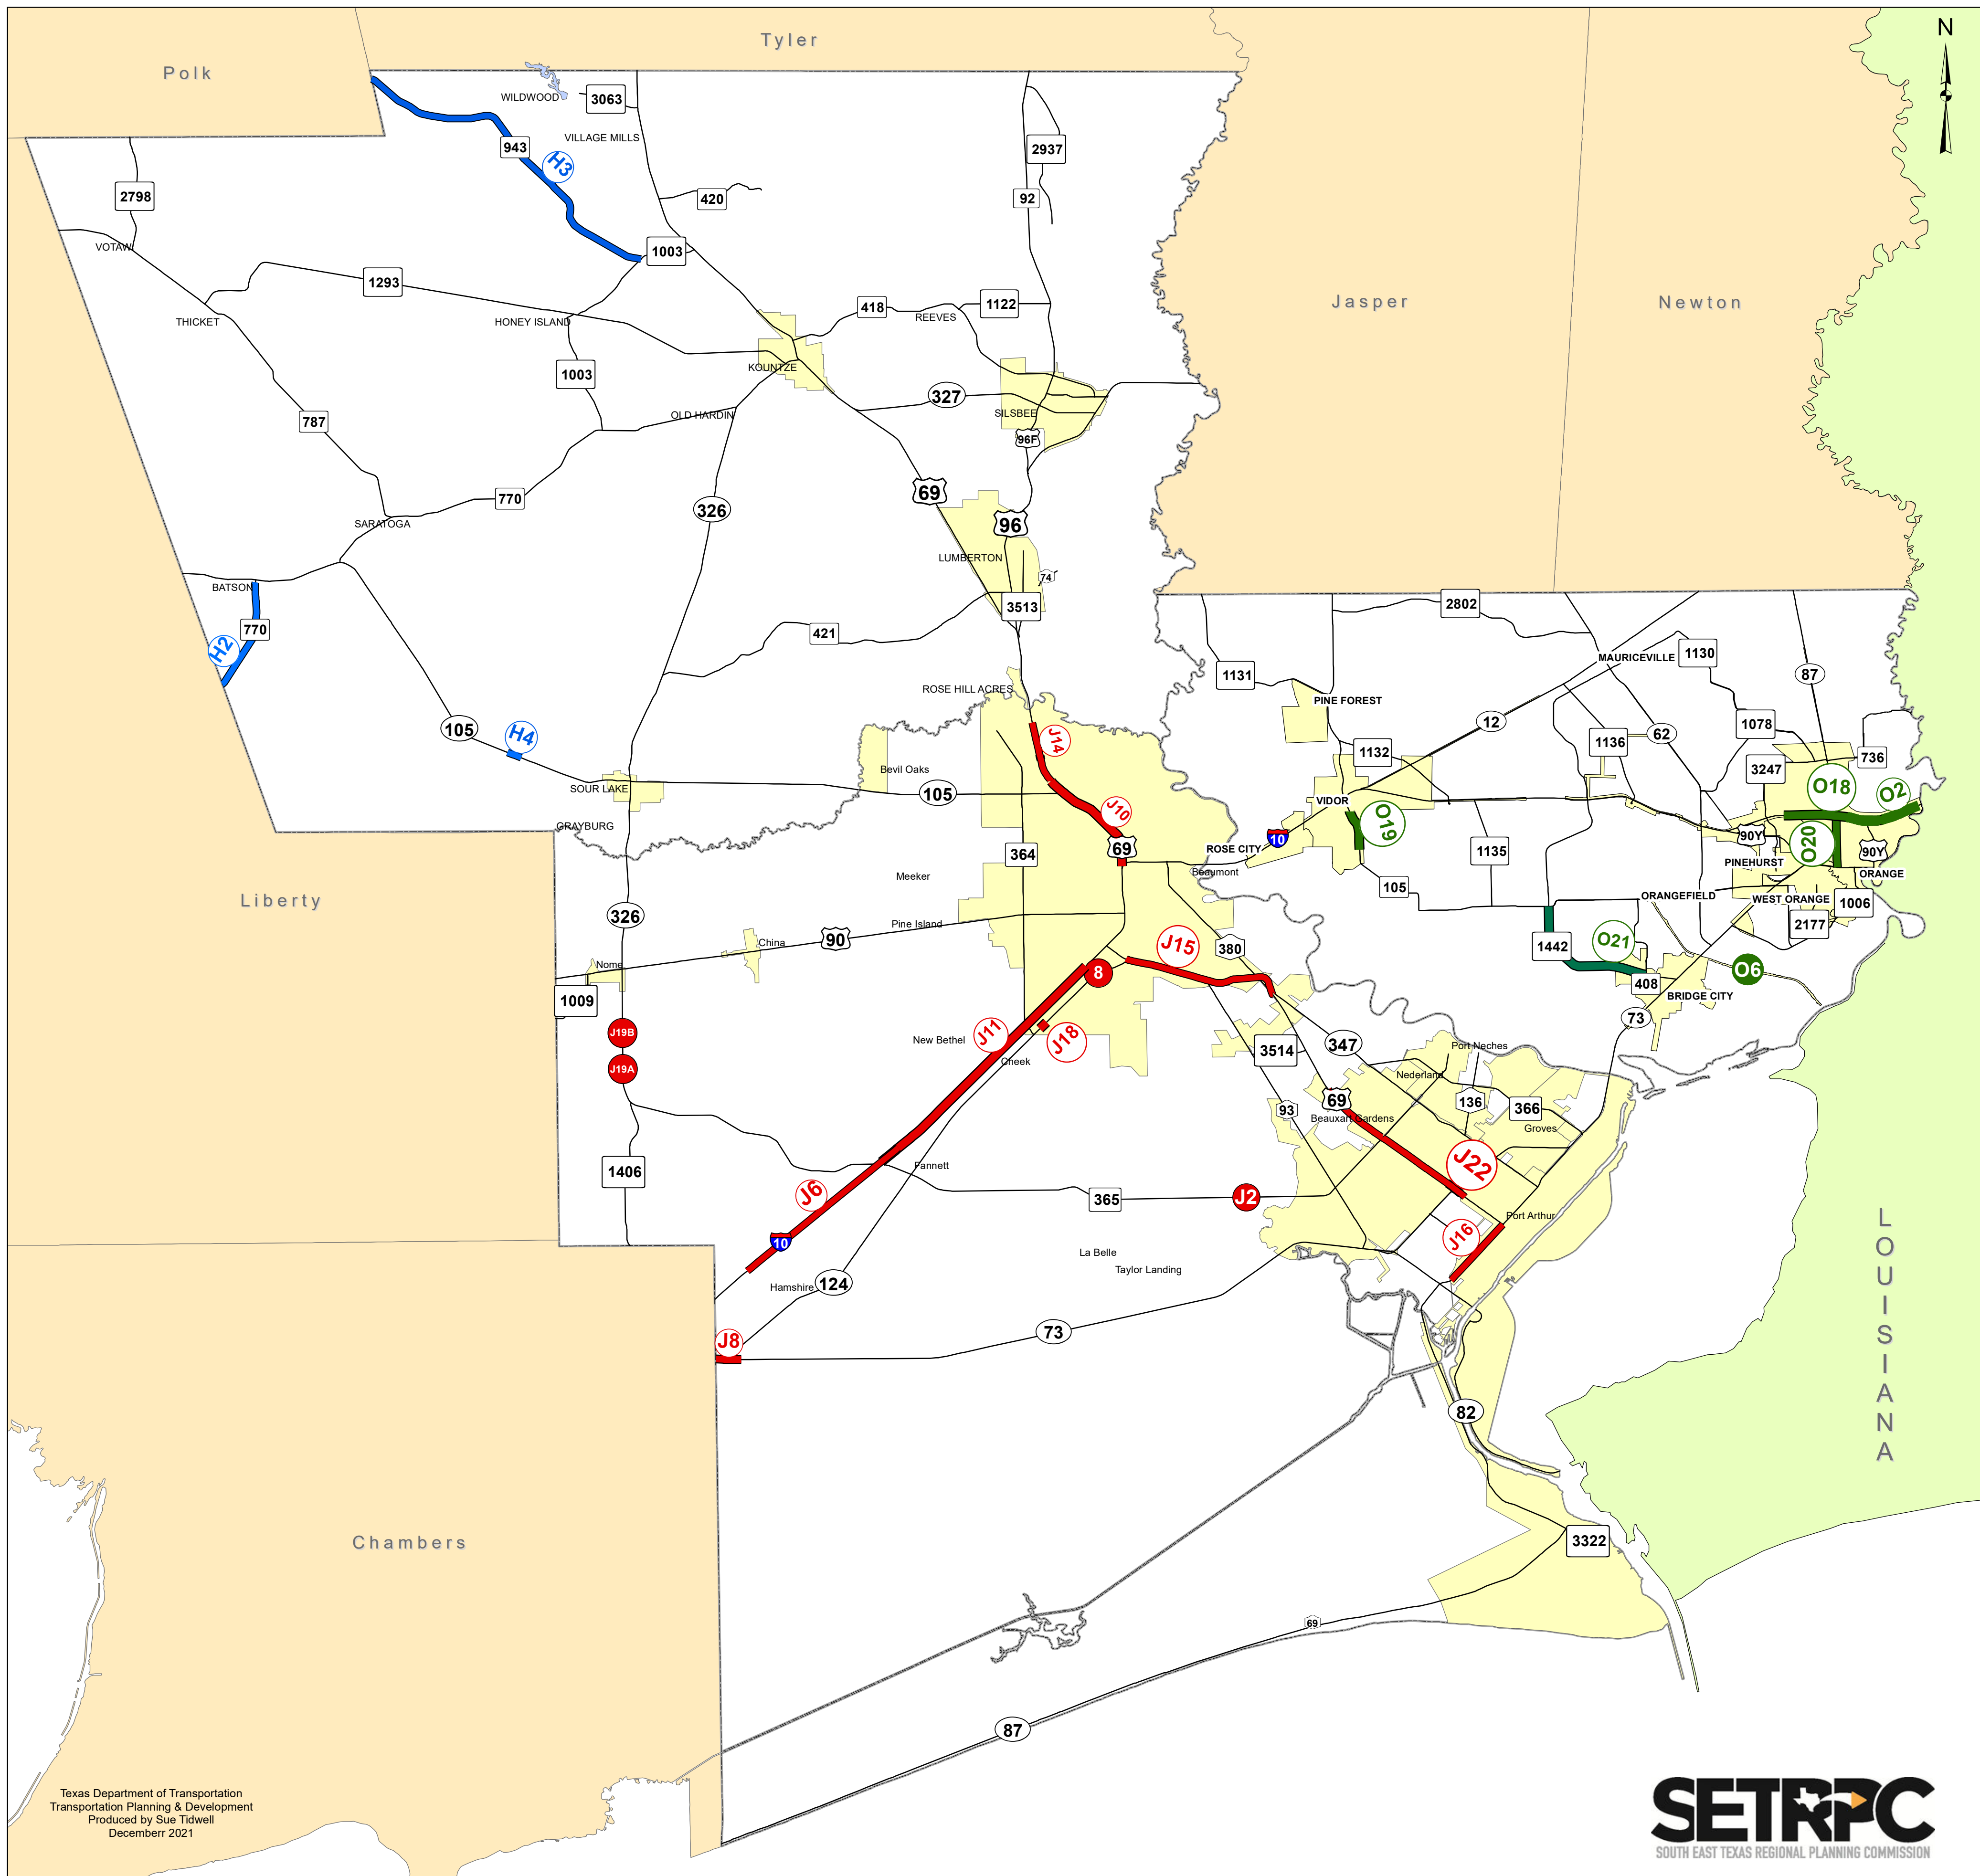 Polk
Tyler
N
WILDWOOD
3063
VILLAGE MILLS
943
H3
2937
2798
420
92
VOTAW
1003
1293
THICKET
HONEY ISLAND
418
REEVES
1122
Jasper
Newton
1003
KOUNTZE
787
OLD HARDIN
327
SILSBEE
96F
770
326
69
96
SARATOGA
LUMBERTON
74
BATSON
3513
770
H2
421
2802
1131
MAURICEVILLE
1130
87
ROSE HILL ACRES
PINE FOREST
105
H4
J14
12
1078
62
1136
1132
736
3247
Bevil Oaks
SOUR LAKE
105
J10
VIDOR
O18
O2
GRAYBURG
O19
10
ROSE CITY
90Y
O20
90Y
364
69
1135
PINEHURST
ORANGE
Meeker
Beaumont
105
Liberty
326
ORANGEFIELD
WEST ORANGE
1006
2177
Pine Island
90
China
J15
380
1442
O21
Nome
8
O6
408
1009
BRIDGE CITY
73
J19B
New Bethel
J11
J18
347
3514
Port Neches
J19A
Cheek
Nederland
69
93
136
366
Beauxart Gardens
Groves
1406
Fannett
J22
J6
365
J2
10
Port Arthur
J16
La Belle
Taylor Landing
Hamshire
124
J8
73
LOUISIANA
82
Chambers
3322
69
87
Texas Department of Transportation
Transportation Planning & Development
Produced by Sue Tidwell
Decemberr 2021
SETRPC
SOUTH EAST TEXAS REGIONAL PLANNING COMMISSION